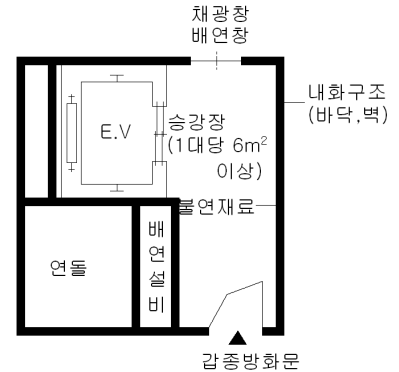 채광창
배연창
내화구조
(바닥,벽)
E.V
승강장
(1대당 6m²
이상)
불연재료
배연설비
연돌
갑종방화문